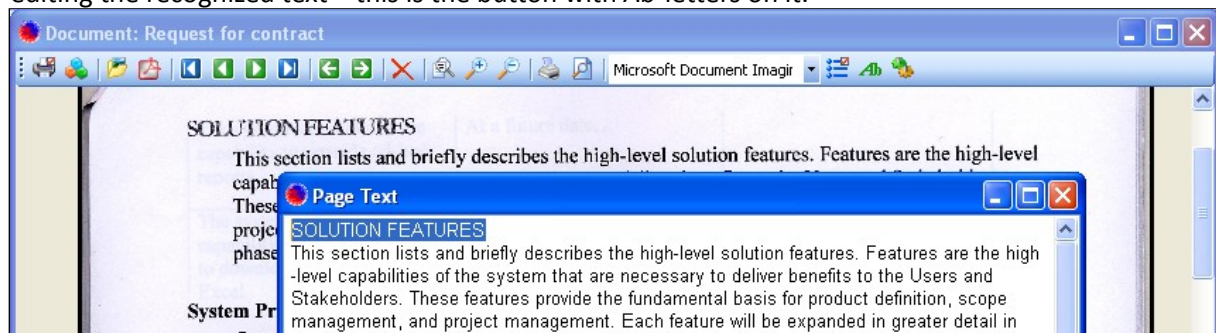 editing the recognized text – this is the button with Ab-letters on it:
Document: Request for contract
Microsoft Document Imagir
Ab
SOLUTION FEATURES
This section lists and briefly describes the high-level solution features. Features are the high-level
capab
These
projec
phase
System Pr
Page Text
SOLUTION FEATURES
This section lists and briefly describes the high-level solution features. Features are the high
-level capabilities of the system that are necessary to deliver benefits to the Users and
Stakeholders. These features provide the fundamental basis for product definition, scope
management, and project management. Each feature will be expanded in greater detail in